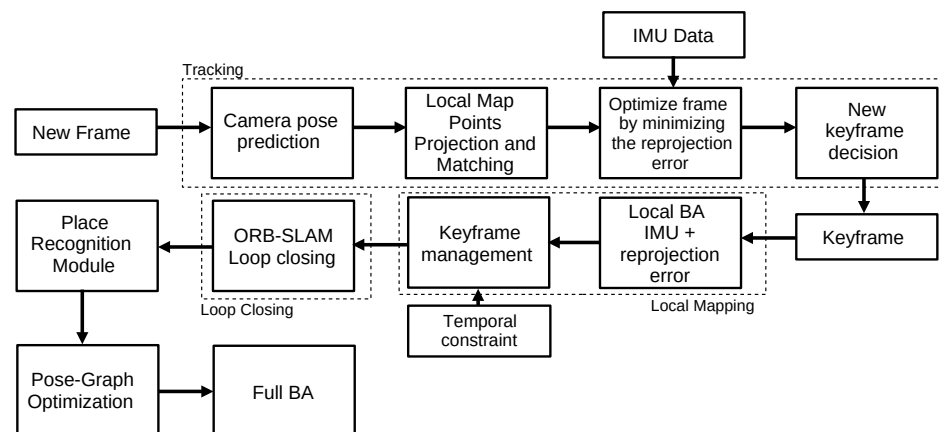 IMU Data
Tracking
New Frame
Camera pose
prediction
Local Map
Points
Projection and
Matching
Optimize frame
by minimizing
the reprojection
error
New
keyframe
decision
Place
Recognition
Module
ORB-SLAM
Loop closing
Keyframe
management
Local BA
IMU +
reprojection
error
Keyframe
Loop Closing
Local Mapping
Temporal
constraint
Pose-Graph
Optimization
Full BA